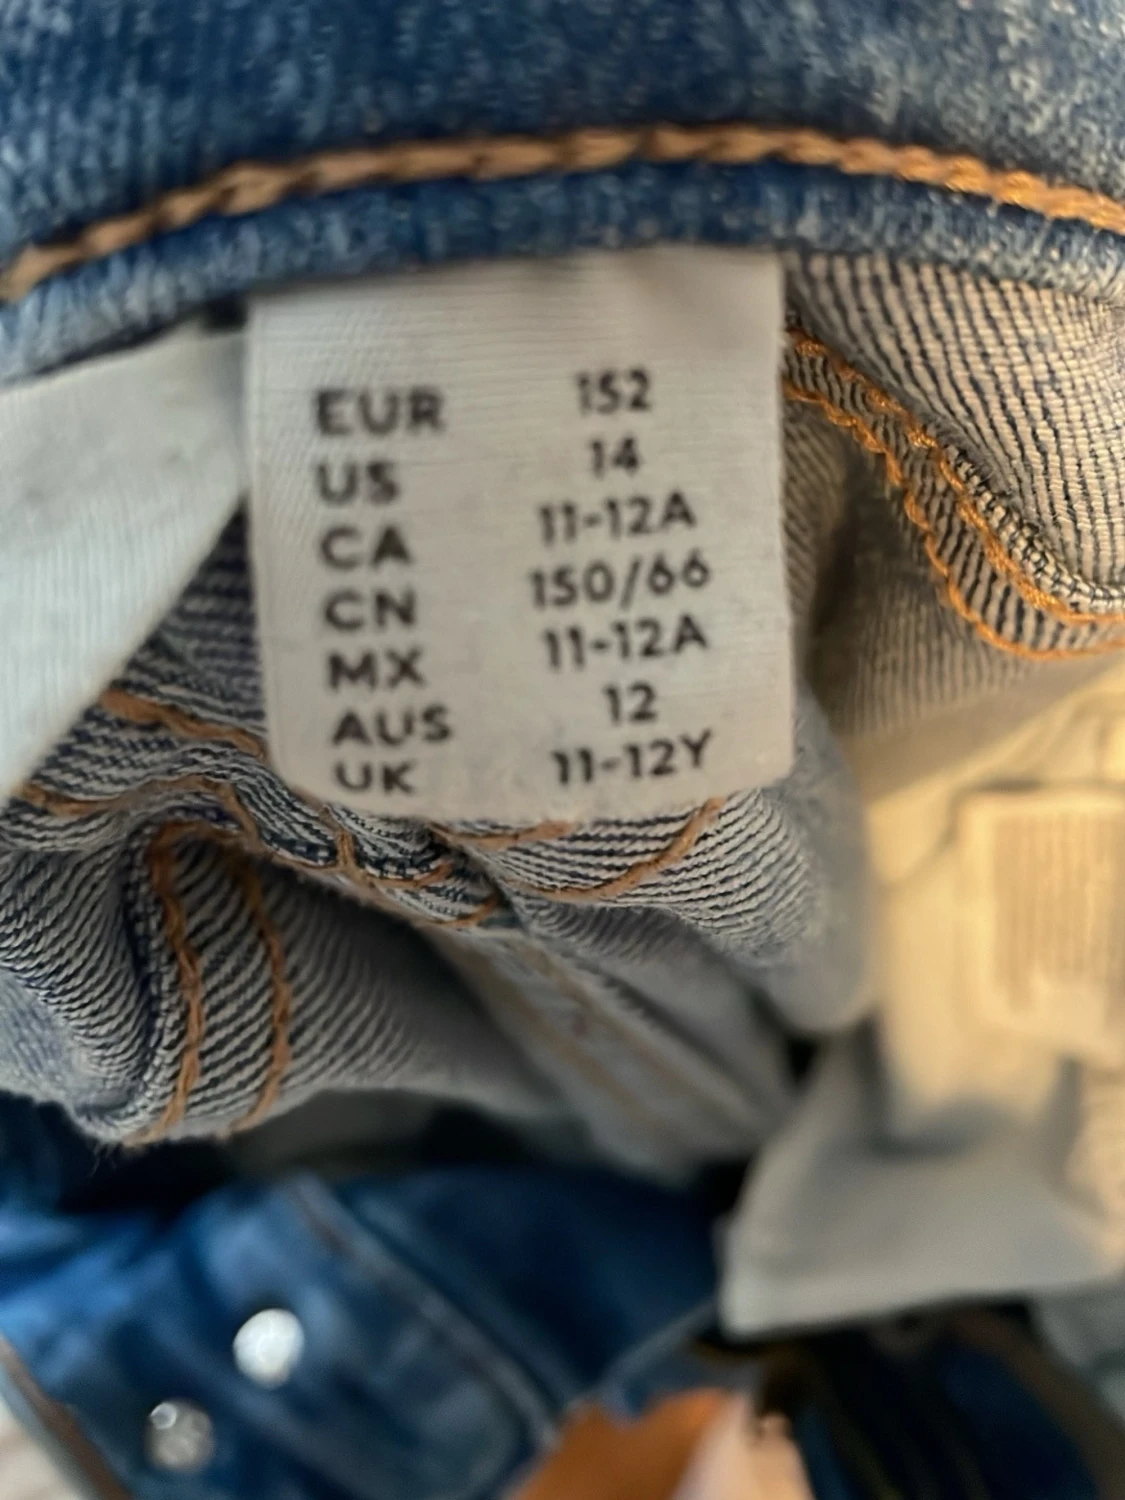 EUR 152
US 14
CA 11-12A
CN 150/66
MX 11-12A
AUS 12
UK 11-12Y